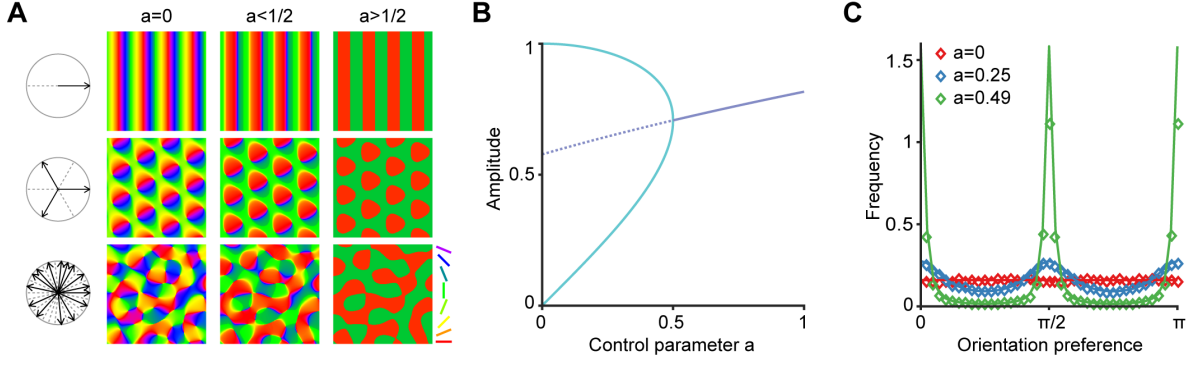 A
a=0
a<1/2
a>1/2
B
1
0.5
0
Amplitude
0
0.5
1
Control parameter a
C
1.5
1
0.5
0
Frequency
a=0
a=0.25
a=0.49
0
π/2
π
Orientation preference